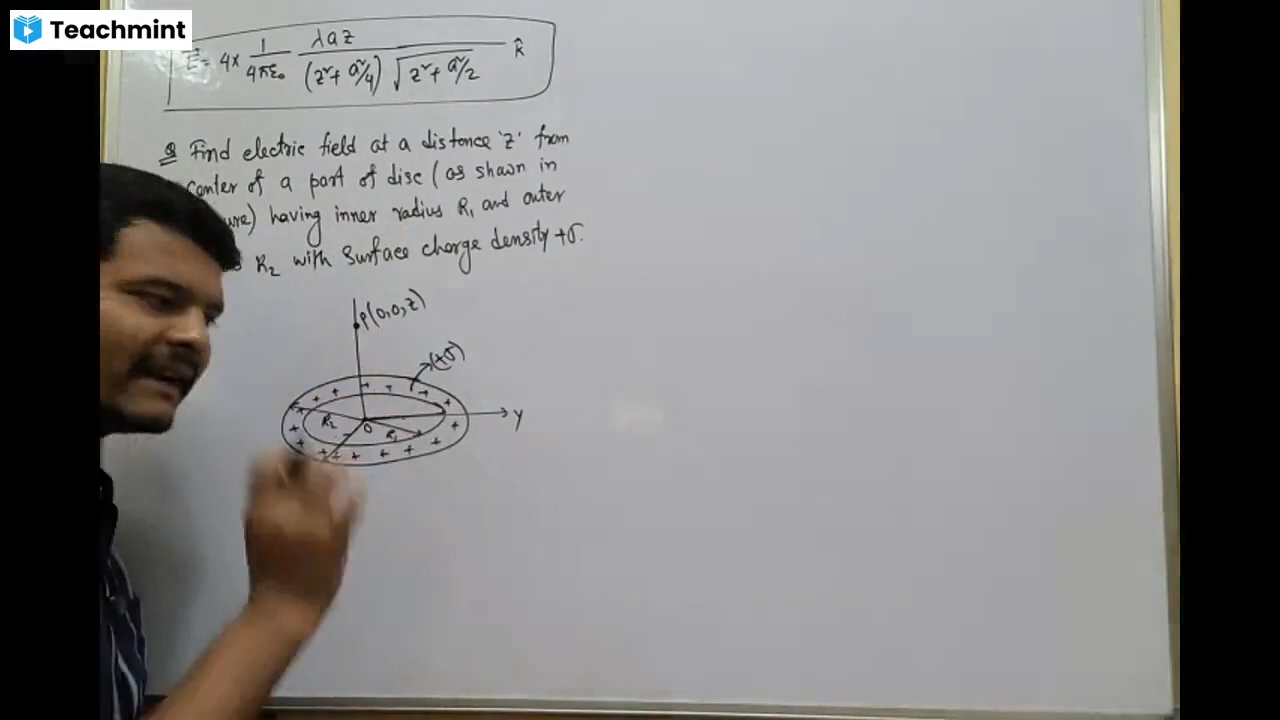 Teachmint
E = 4× 1/4πε₀ λaz/(z²+a²/4)√z²+a²/2 k̂
Q Find electric field at a distance 'z' from
center of a part of disc (as shawn in
having inner radius R₁ and outer
R₂ with surface charge density +σ.
P(0,0,z)
(+σ)
R₂
O
R₁
y